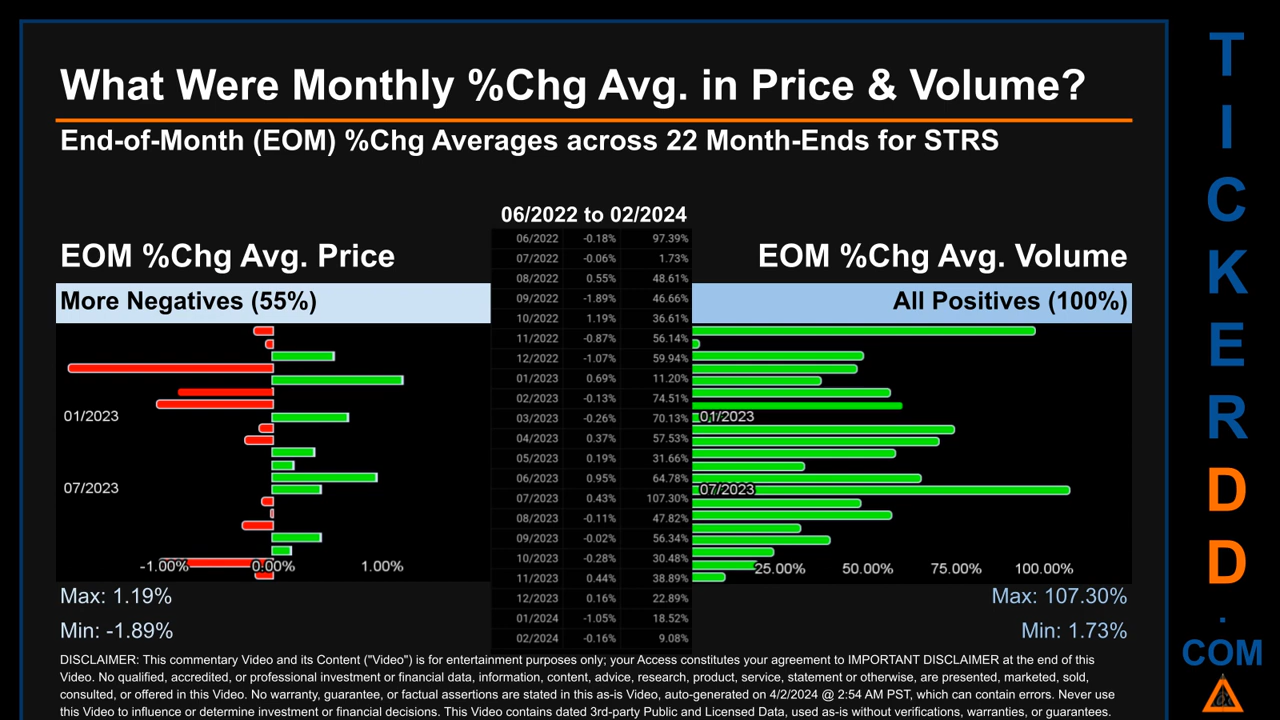 What Were Monthly %Chg Avg. in Price & Volume?
End-of-Month (EOM) %Chg Averages across 22 Month-Ends for STRS
06/2022 to 02/2024
EOM %Chg Avg. Price
EOM %Chg Avg. Volume
More Negatives (55%)
All Positives (100%)
06/2022 -0.18% 97.39%
07/2022 -0.06% 1.73%
08/2022 0.55% 48.61%
09/2022 -1.89% 46.66%
10/2022 1.19% 36.61%
11/2022 -0.87% 56.14%
12/2022 -1.07% 59.94%
01/2023 0.69% 11.20%
02/2023 -0.13% 74.51%
03/2023 -0.26% 70.13%
04/2023 0.37% 57.53%
05/2023 0.19% 31.66%
06/2023 0.95% 64.78%
07/2023 0.43% 107.30%
08/2023 -0.11% 47.82%
09/2023 -0.02% 56.34%
10/2023 -0.28% 30.48%
11/2023 0.44% 38.89%
12/2023 0.16% 22.89%
01/2024 -1.05% 18.52%
02/2024 -0.16% 9.08%
01/2023
07/2023
-1.00% 0.00% 1.00%
01/2023
07/2023
25.00% 50.00% 75.00% 100.00%
Max: 1.19%
Min: -1.89%
Max: 107.30%
Min: 1.73%
DISCLAIMER: This commentary Video and its Content ("Video") is for entertainment purposes only; your Access constitutes your agreement to IMPORTANT DISCLAIMER at the end of this
Video. No qualified, accredited, or professional investment or financial data, information, content, advice, research, product, service, statement or otherwise, are presented, marketed, sold,
consulted, or offered in this Video. No warranty, guarantee, or factual assertions are stated in this as-is Video, auto-generated on 4/2/2024 @ 2:54 AM PST, which can contain errors. Never use
this Video to influence or determine investment or financial decisions. This Video contains dated 3rd-party Public and Licensed Data, used as-is without verifications, warranties, or guarantees.
T
I
C
K
E
R
D
D
.
COM